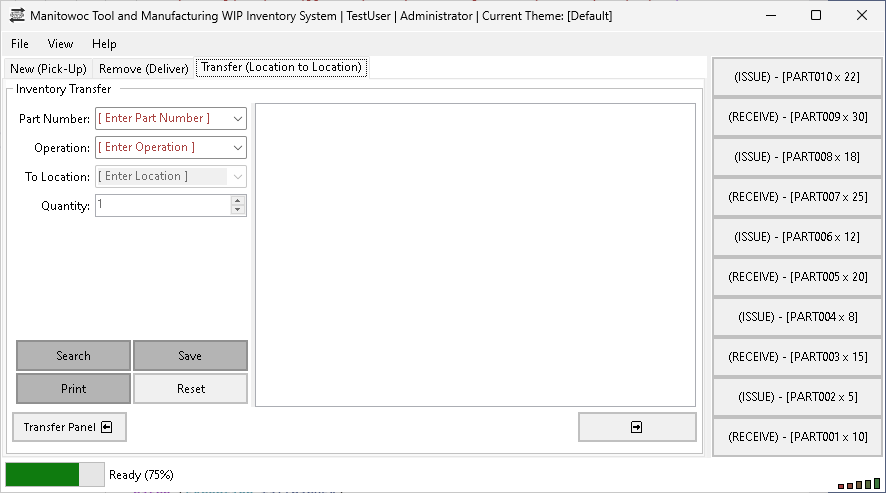 Manitowoc Tool and Manufacturing WIP Inventory System | TestUser | Administrator | Current Theme: [Default]
File View Help
New (Pick-Up) Remove (Deliver) Transfer (Location to Location)
Inventory Transfer
Part Number: [ Enter Part Number ]
Operation: [ Enter Operation ]
To Location: [ Enter Location ]
Quantity: 1
Search Save
Print Reset
Transfer Panel
(ISSUE) - [PART010 x 22]
(RECEIVE) - [PART009 x 30]
(ISSUE) - [PART008 x 18]
(RECEIVE) - [PART007 x 25]
(ISSUE) - [PART006 x 12]
(RECEIVE) - [PART005 x 20]
(ISSUE) - [PART004 x 8]
(RECEIVE) - [PART003 x 15]
(ISSUE) - [PART002 x 5]
(RECEIVE) - [PART001 x 10]
Ready (75%)